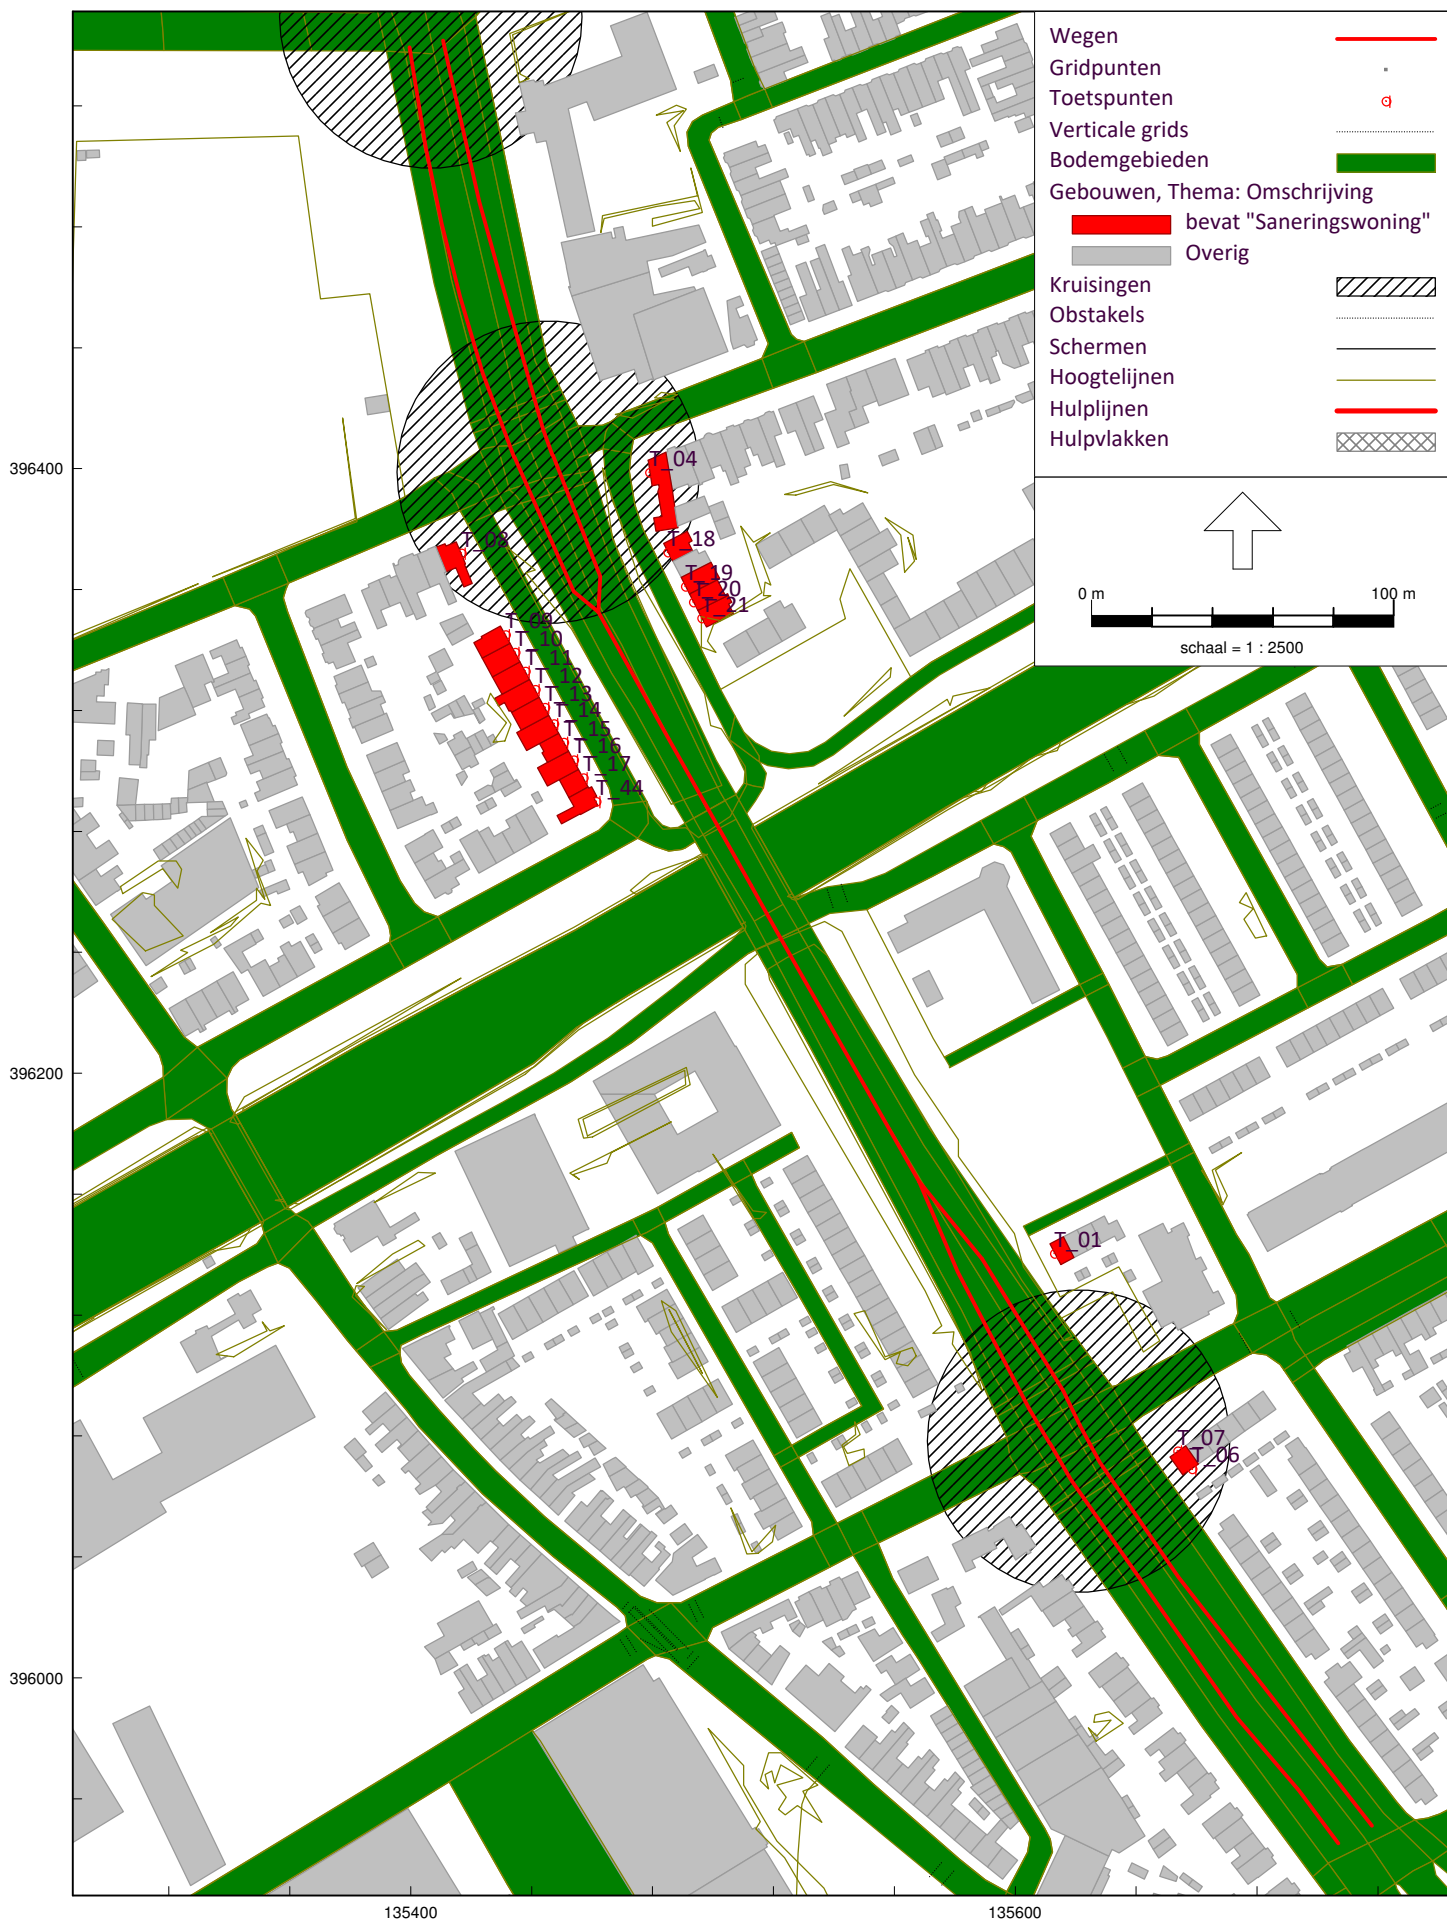 Wegen
Gridpunten
Toetspunten
Verticale grids
Bodemgebieden
Gebouwen, Thema: Omschrijving
bevat "Saneringswoning"
Overig
Kruisingen
Obstakels
Schermen
Hoogtelijnen
Hulplijnen
Hulpvlakken
0 m 100 m
schaal = 1 : 2500
396400
T_04
T_18
T_08
T_19
T_20
T_21
T_09
T_10
T_11
T_12
T_13
T_14
T_15
T_16
T_17
T_44
396200
T_01
T_07
T_06
396000
135400 135600